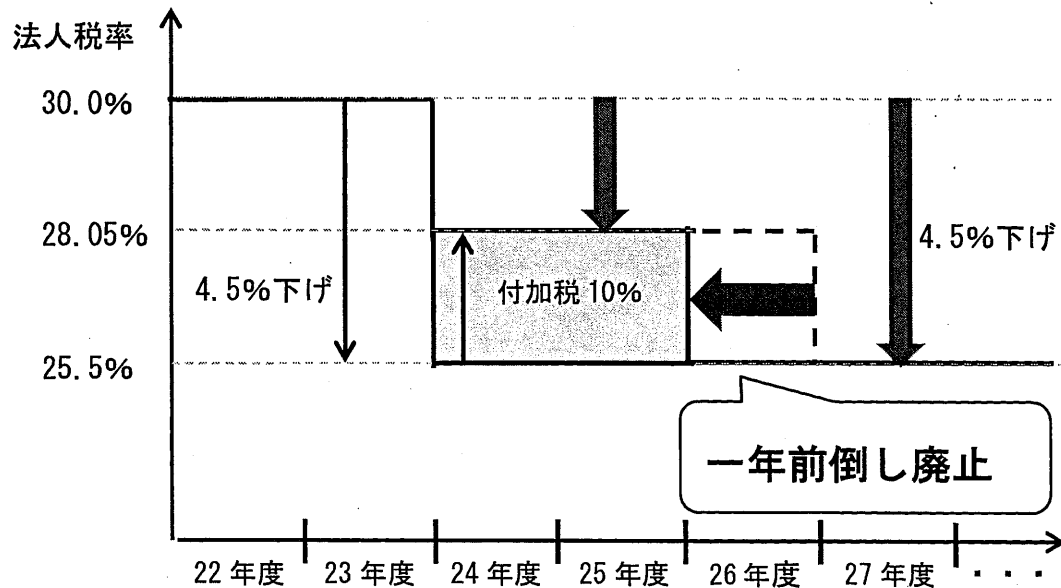 法人税率
30.0%
28.05%
4.5%下げ
付加税10%
4.5%下げ
25.5%
一年前倒し廃止
22年度
23年度
24年度
25年度
26年度
27年度
・・・